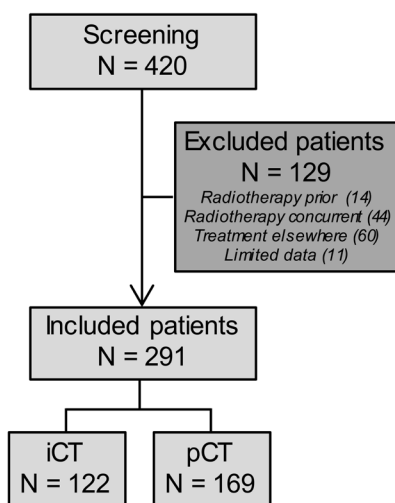 Screening
N = 420
Excluded patients
N = 129
Radiotherapy prior (14)
Radiotherapy concurrent (44)
Treatment elsewhere (60)
Limited data (11)
Included patients
N = 291
iCT
N = 122
pCT
N = 169